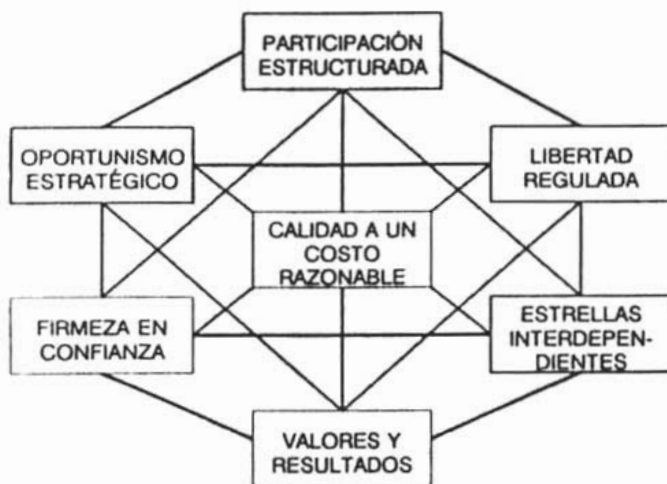 PARTICIPACIÓN
ESTRUCTURADA
OPORTUNISMO
ESTRATÉGICO
LIBERTAD
REGULADA
CALIDAD A UN
COSTO
RAZONABLE
FIRMEZA EN
CONFIANZA
ESTRELLAS
INTERDEPEN-
DIENTES
VALORES Y
RESULTADOS